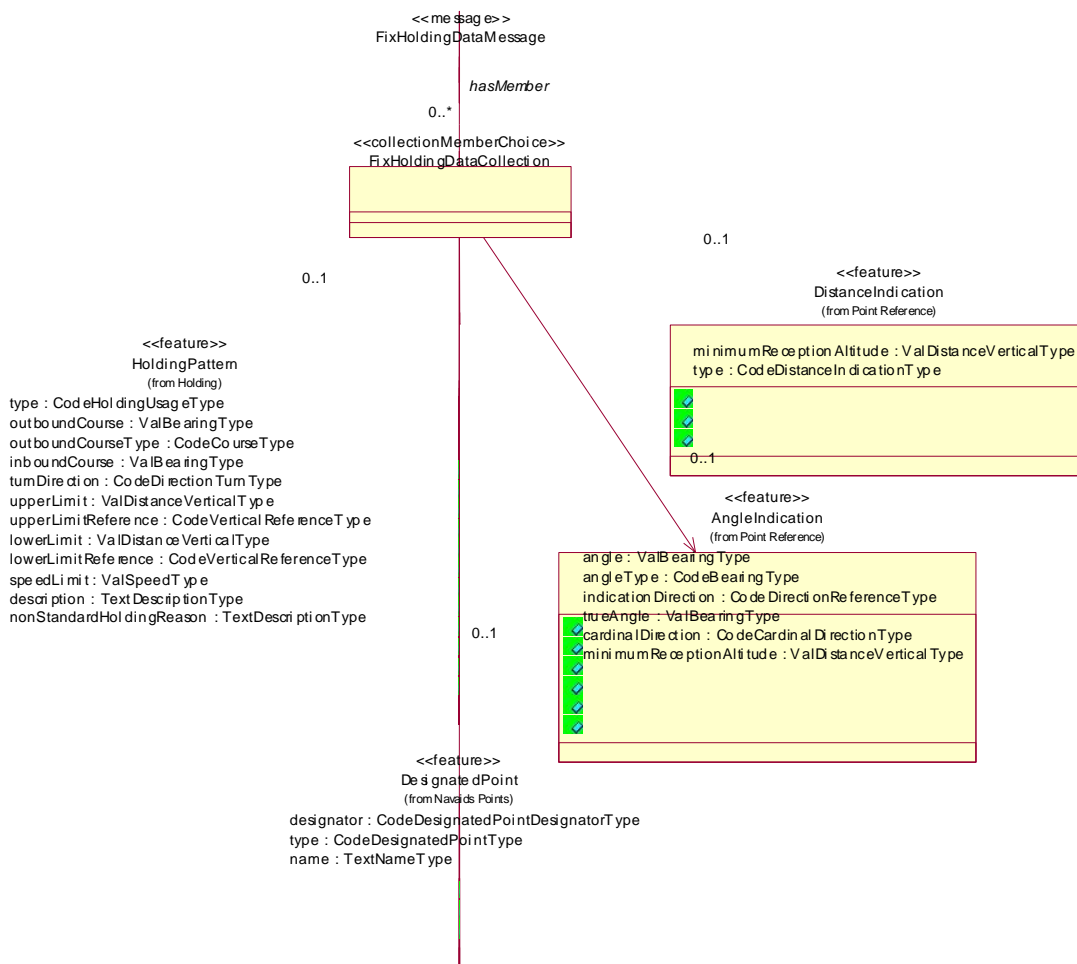 <<message>>
FixHoldingDataMessage
hasMember
0..*
<<collectionMemberChoice>>
FixHoldingDataCollection
0..1
0..1
<<feature>>
DistanceIndication
(from Point Reference)
minimumReceptionAltitude : ValDistanceVerticalType
type : CodeDistanceIndicationType
<<feature>>
HoldingPattern
(from Holding)
type : CodeHoldingUsageType
outboundCourse : ValBearingType
outboundCourseType : CodeCourseType
inboundCourse : ValBearingType
turnDirection : CodeDirectionTurnType
upperLimit : ValDistanceVerticalType
upperLimitReference : CodeVerticalReferenceType
lowerLimit : ValDistanceVerticalType
lowerLimitReference : CodeVerticalReferenceType
speedLimit : ValSpeedType
description : TextDescriptionType
nonStandardHoldingReason : TextDescriptionType
0..1
<<feature>>
AngleIndication
(from Point Reference)
angle : ValBearingType
angleType : CodeBearingType
indicationDirection : CodeDirectionReferenceType
trueAngle : ValBearingType
cardinalDirection : CodeCardinalDirectionType
minimumReceptionAltitude : ValDistanceVerticalType
0..1
<<feature>>
DesignatedPoint
(from Navaids Points)
designator : CodeDesignatedPointDesignatorType
type : CodeDesignatedPointType
name : TextNameType